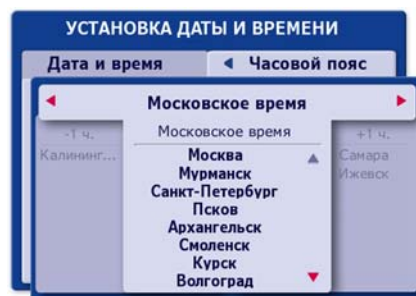 УСТАНОВКА ДАТЫ И ВРЕМЕНИ
Дата и время
Часовой пояс
Московское время
-1 ч.
Московское время
+1 ч.
Калининг...
Москва
Самара
Мурманск
Ижевск
Санкт-Петербург
Псков
Архангельск
Смоленск
Курск
Волгоград